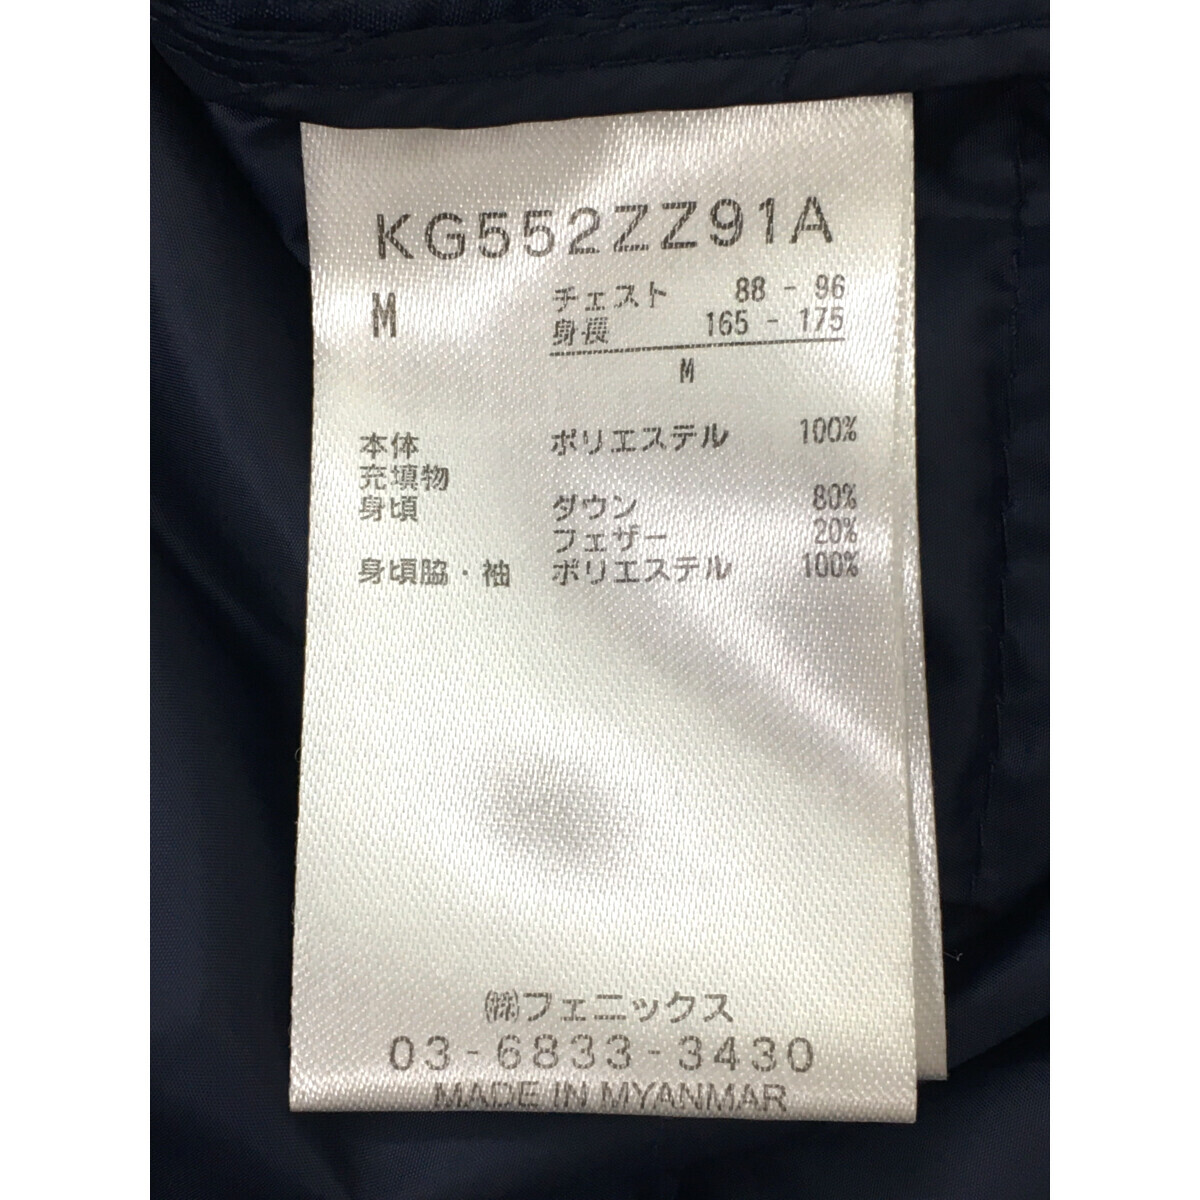 KG552ZZ91A
M チェスト 88 - 96
身長 165 - 175
M
本体 ポリエステル 100%
充填物
身頃 ダウン 80%
フェザー 20%
身頃脇・袖 ポリエステル 100%
㈱フェニックス
03-6833-3430
MADE IN MYANMAR